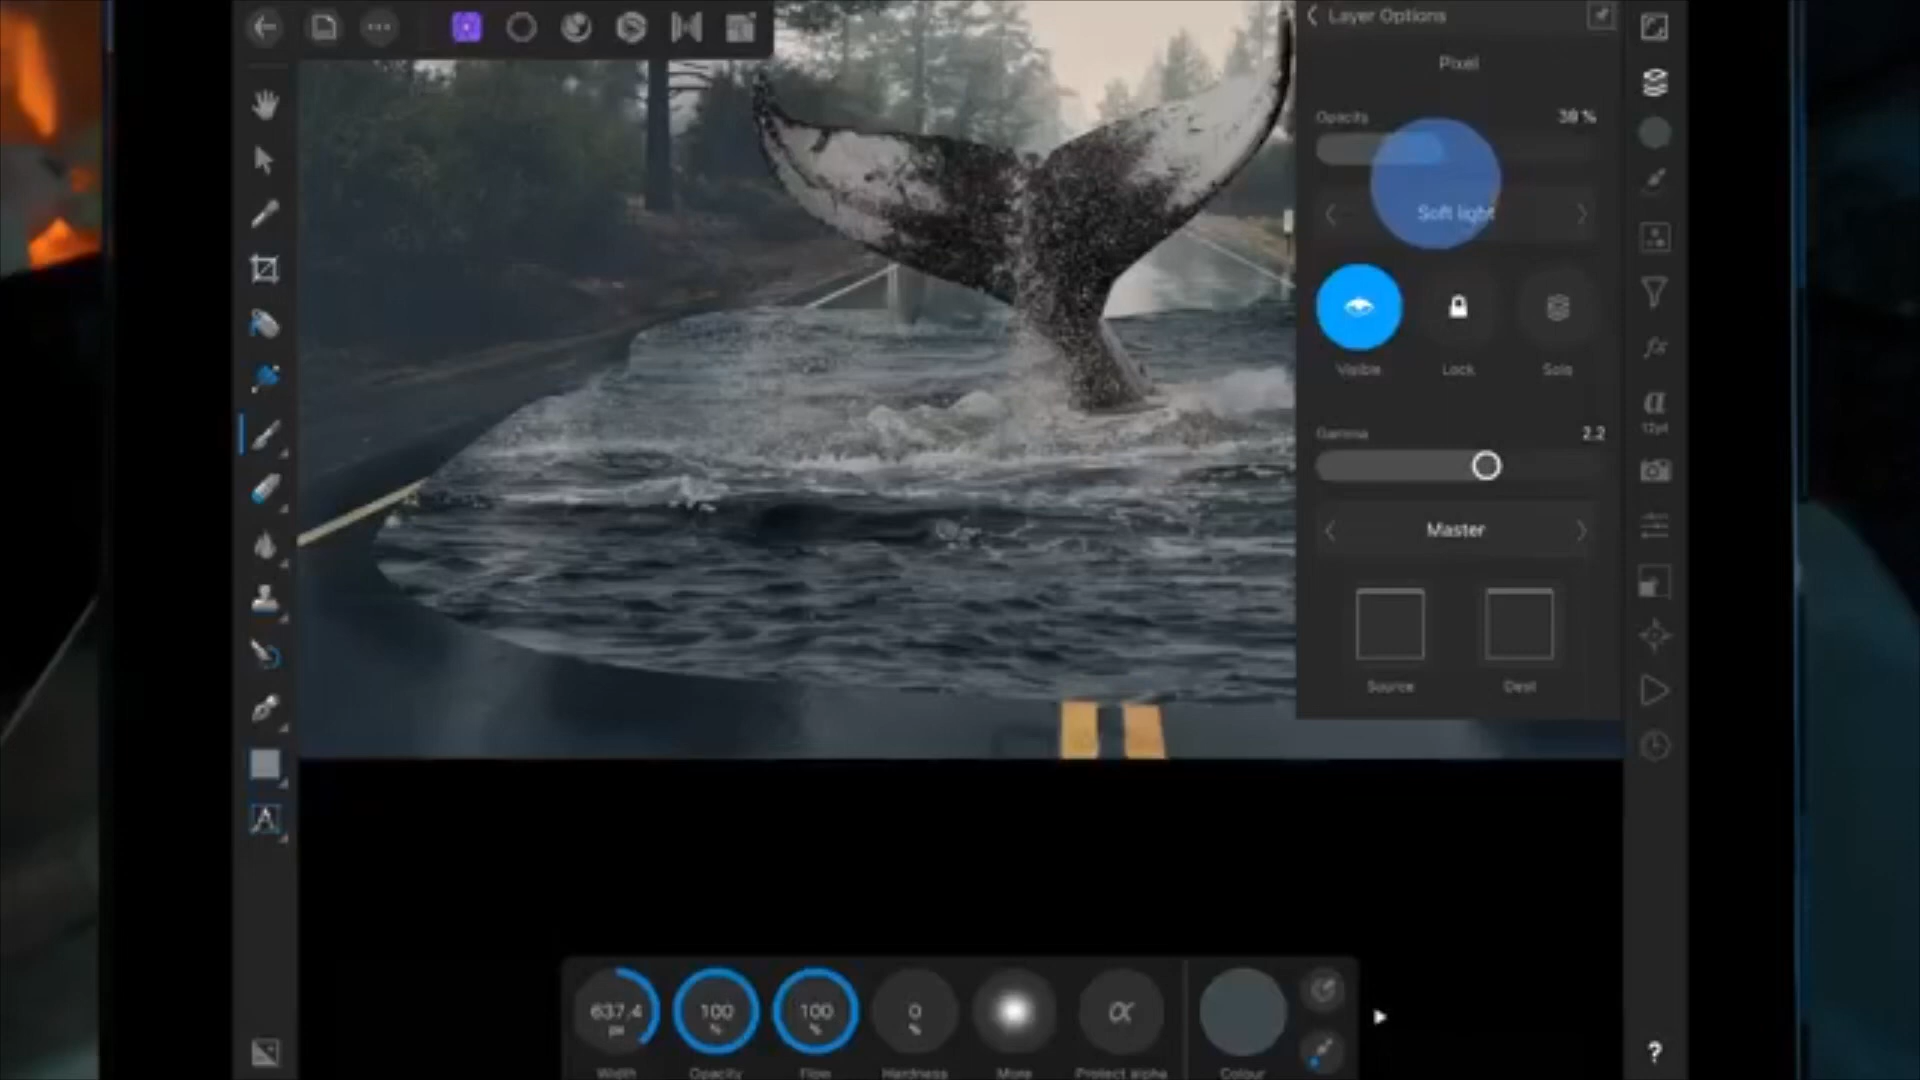 Layer Options
Pixel
Opacity
38 %
Soft light
Visible
Lock
Solo
Gamma
2.2
Master
Source
Dest
12pt
637.4
px
100
%
100
%
0
%
α
Width
Opacity
Flow
Hardness
More
Protect alpha
Colour
?